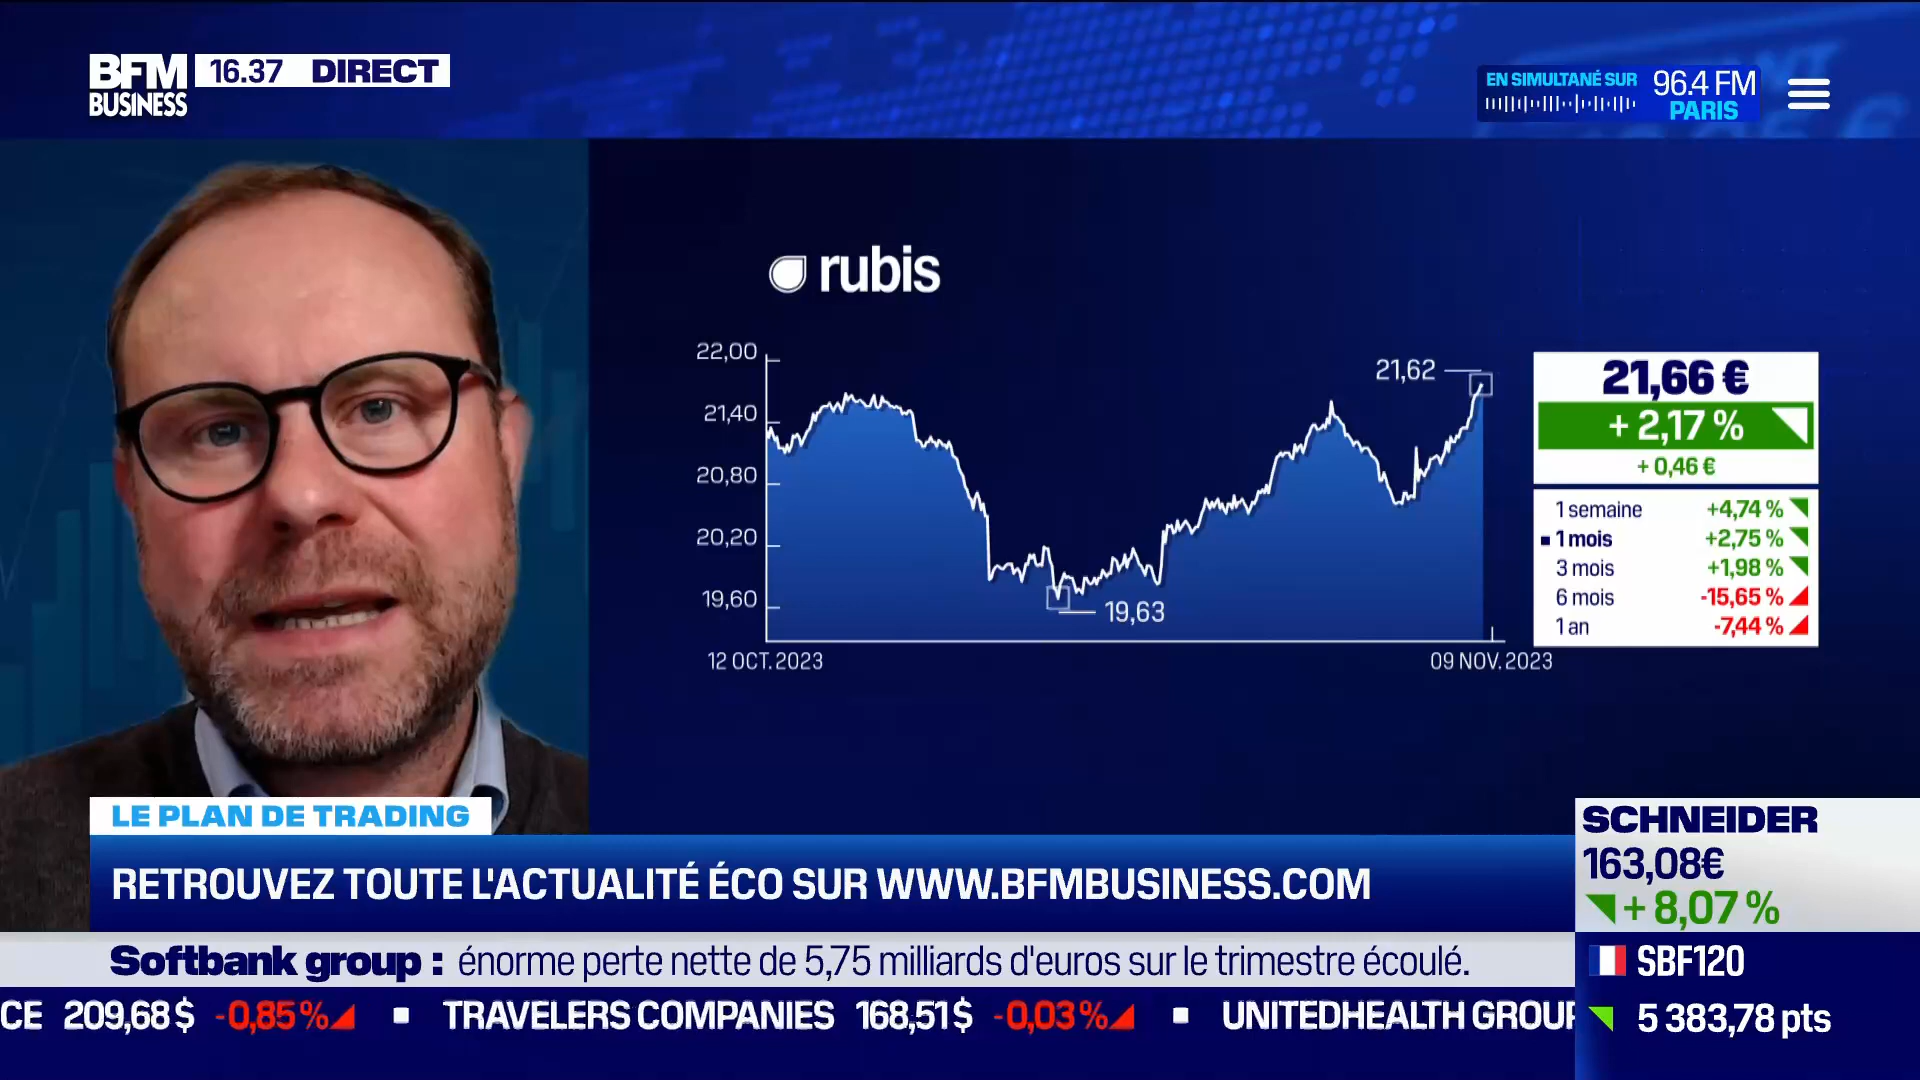 BFM
BUSINESS
16.37 DIRECT
EN SIMULTANÉ SUR
96.4 FM
PARIS
rubis
22,00
21,40
20,80
20,20
19,60
21,62
19,63
12 OCT. 2023
09 NOV. 2023
21,66 €
+ 2,17 %
+ 0,46 €
1 semaine +4,74 %
1 mois +2,75 %
3 mois +1,98 %
6 mois -15,65 %
1 an -7,44 %
LE PLAN DE TRADING
RETROUVEZ TOUTE L'ACTUALITÉ ÉCO SUR WWW.BFMBUSINESS.COM
SCHNEIDER
163,08€
+ 8,07 %
Softbank group : énorme perte nette de 5,75 milliards d'euros sur le trimestre écoulé.
SBF120
5 383,78 pts
CE 209,68 $ -0,85 % TRAVELERS COMPANIES 168,51 $ -0,03 % UNITEDHEALTH GROUP